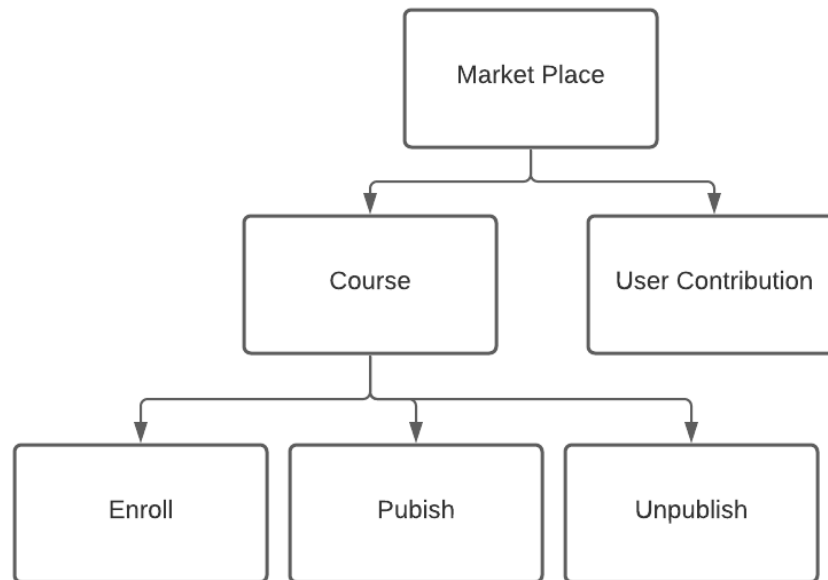 Market Place
Course
User Contribution
Enroll
Pubish
Unpublish